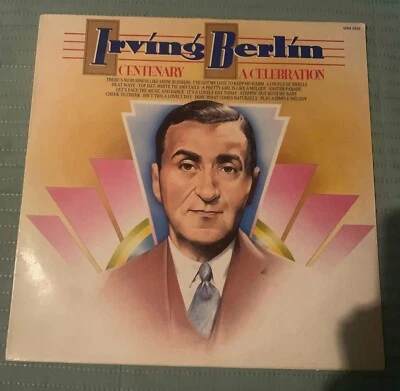 Irving Berlin
CENTENARY A CELEBRATION
THERE'S NO BUSINESS LIKE SHOW BUSINESS · I'VE GOT MY LOVE TO KEEP ME WARM · A COUPLE OF SWELLS
HEAT WAVE · TOP HAT, WHITE TIE, AND TAILS · A PRETTY GIRL IS LIKE A MELODY · EASTER PARADE
LET'S FACE THE MUSIC AND DANCE · IT'S A LOVELY DAY TODAY · STEPPIN' OUT WITH MY BABY
CHEEK TO CHEEK · ISN'T THIS A LOVELY DAY · DOIN' WHAT COMES NATURALLY · PLAY A SIMPLE MELODY